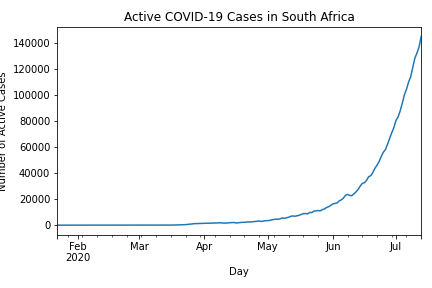 Active COVID-19 Cases in South Africa
Number of Active Cases
140000
120000
100000
80000
60000
40000
20000
0
Feb Mar Apr May Jun Jul
2020
Day